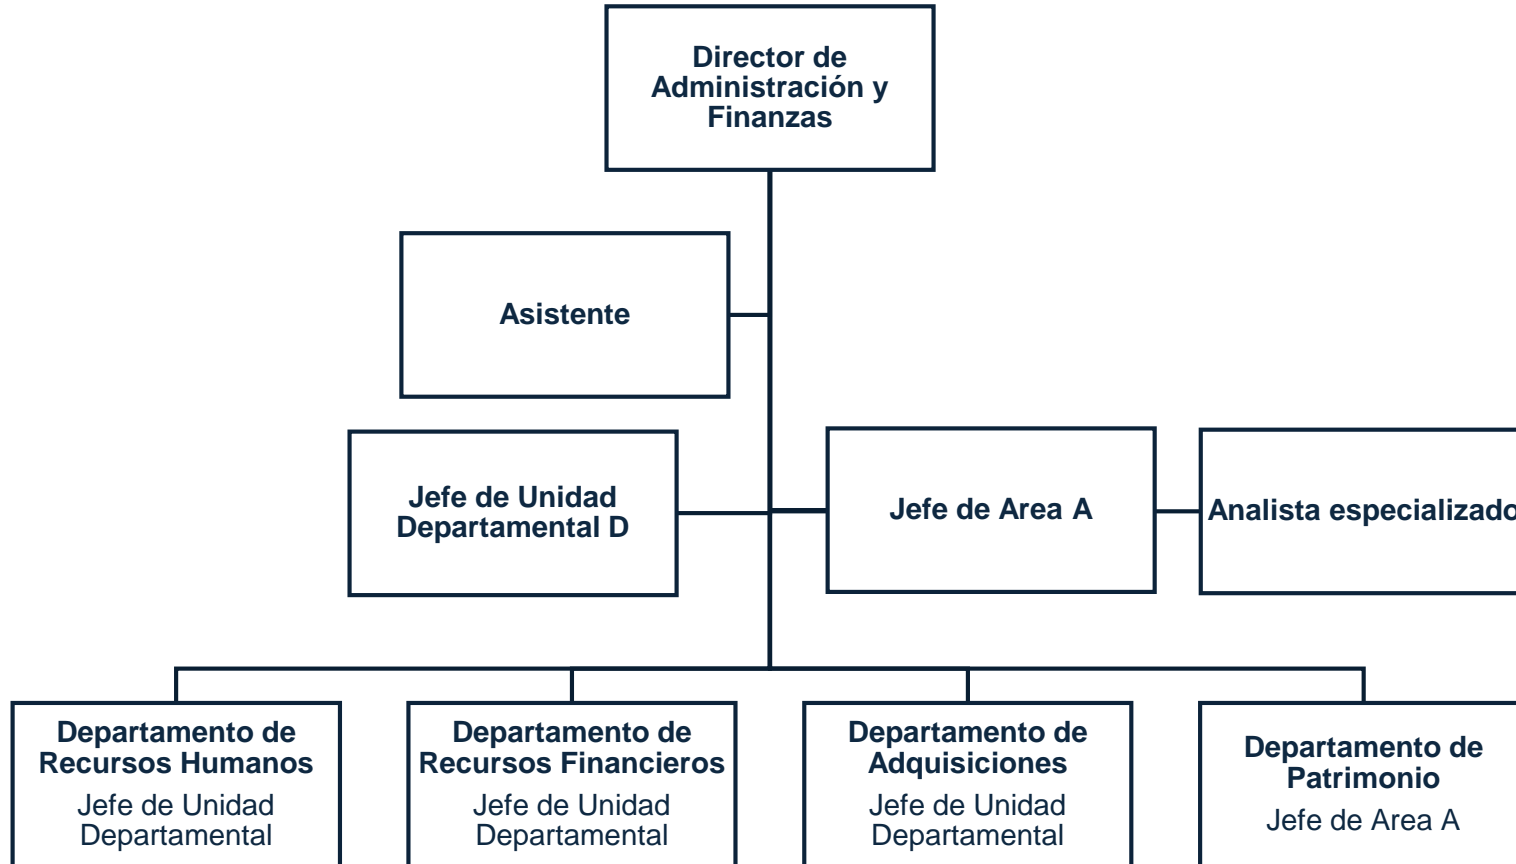 Director de
Administración y
Finanzas
Asistente
Jefe de Unidad
Departamental D
Jefe de Area A
Analista especializado
Departamento de
Recursos Humanos
Jefe de Unidad
Departamental
Departamento de
Recursos Financieros
Jefe de Unidad
Departamental
Departamento de
Adquisiciones
Jefe de Unidad
Departamental
Departamento de
Patrimonio
Jefe de Area A